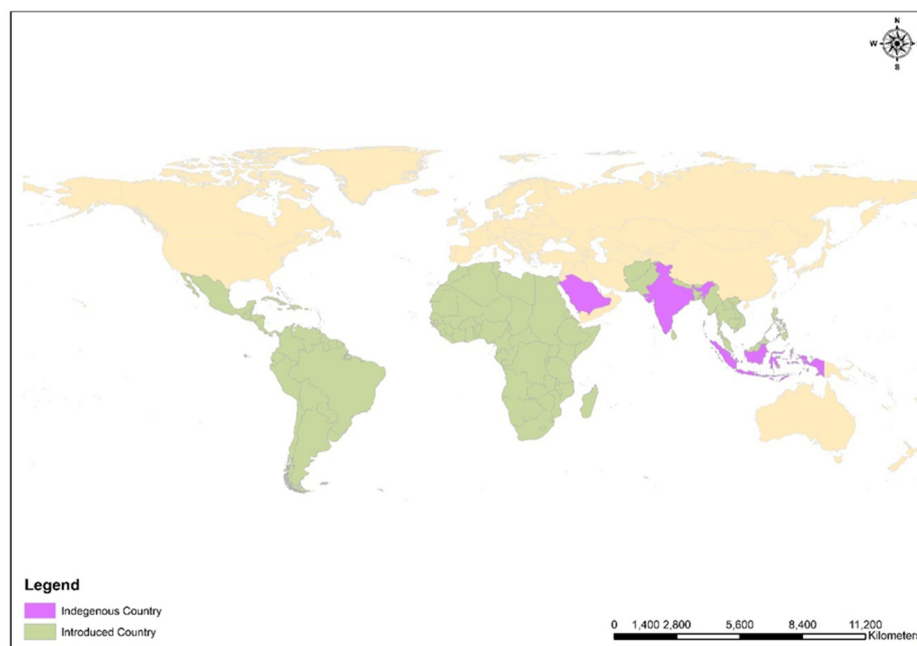 N
W E
S
Legend
Indegenous Country
Introduced Country
0 1,400 2,800 5,600 8,400 11,200
Kilometers